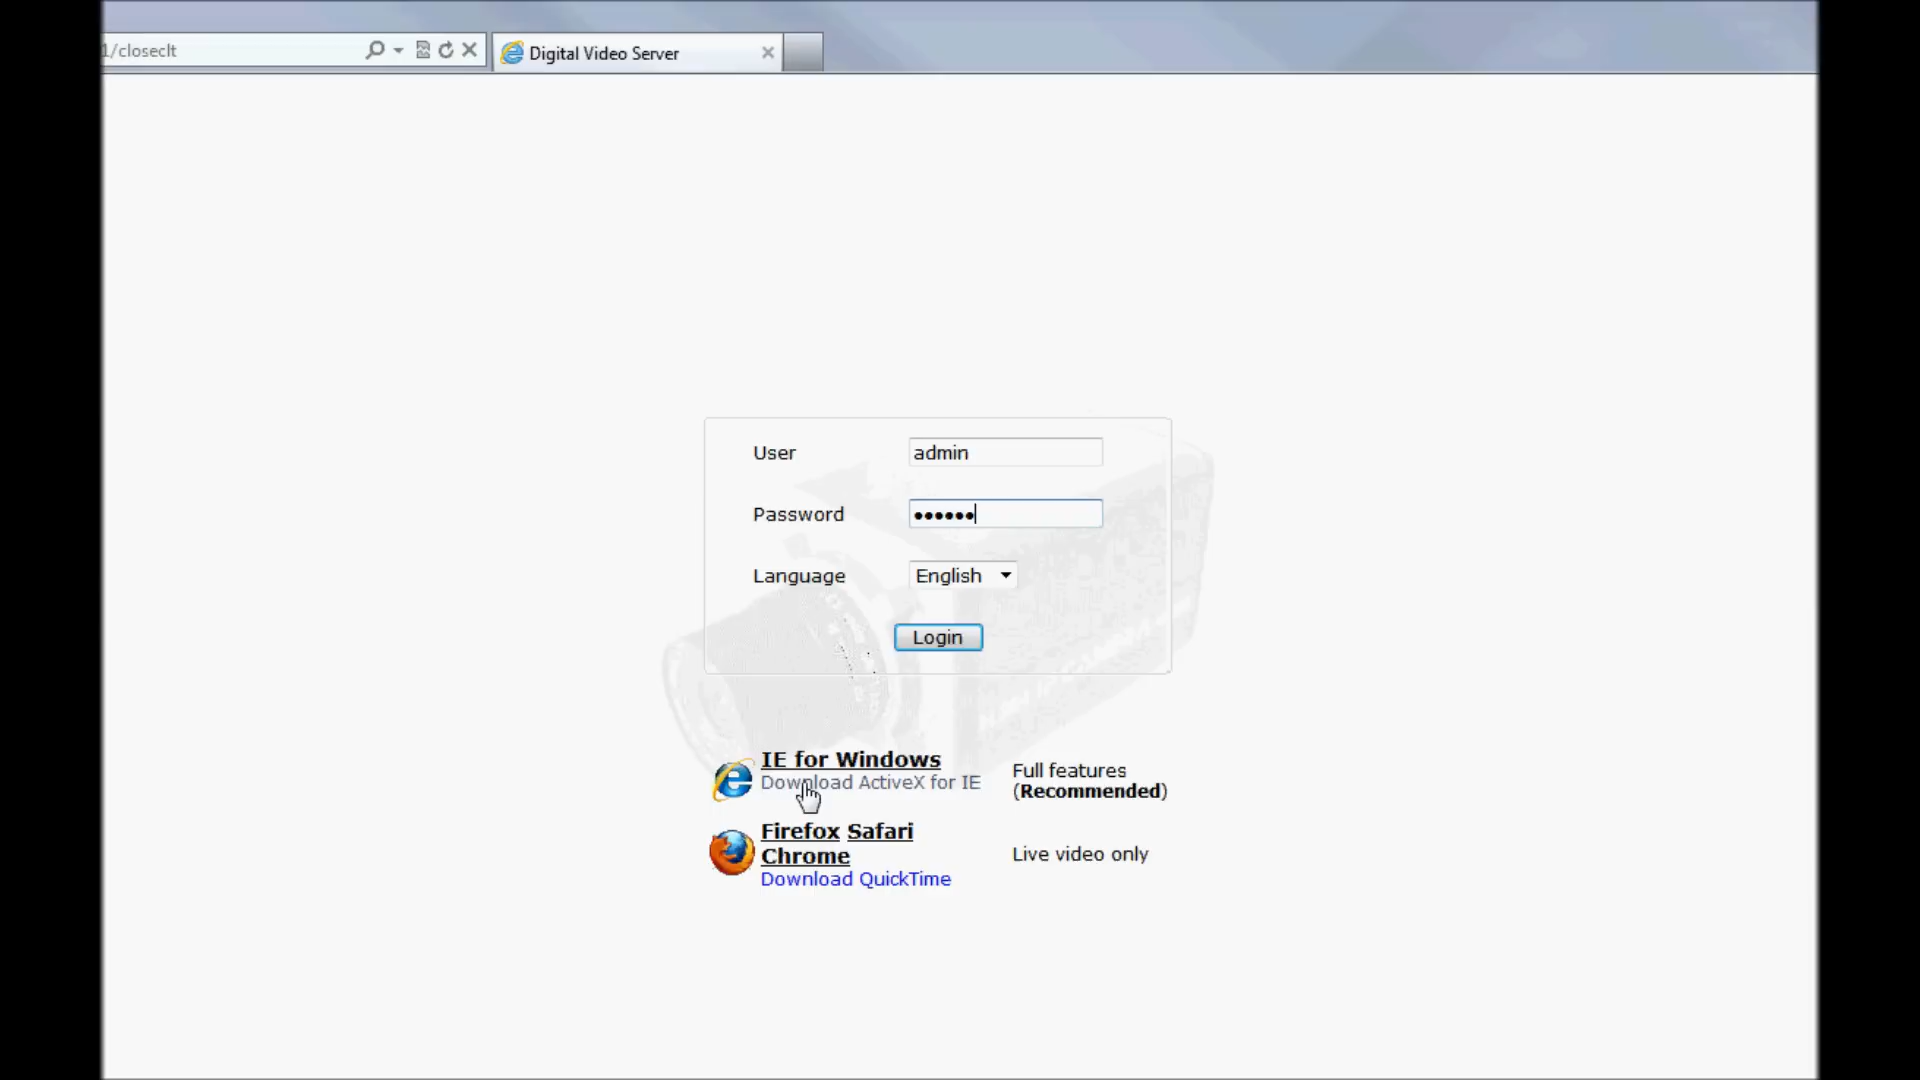 1/closeclt
Digital Video Server
User admin
Password ••••••
Language English
Login
IE for Windows
Download ActiveX for IE
Full features
(Recommended)
Firefox Safari
Chrome
Download QuickTime
Live video only